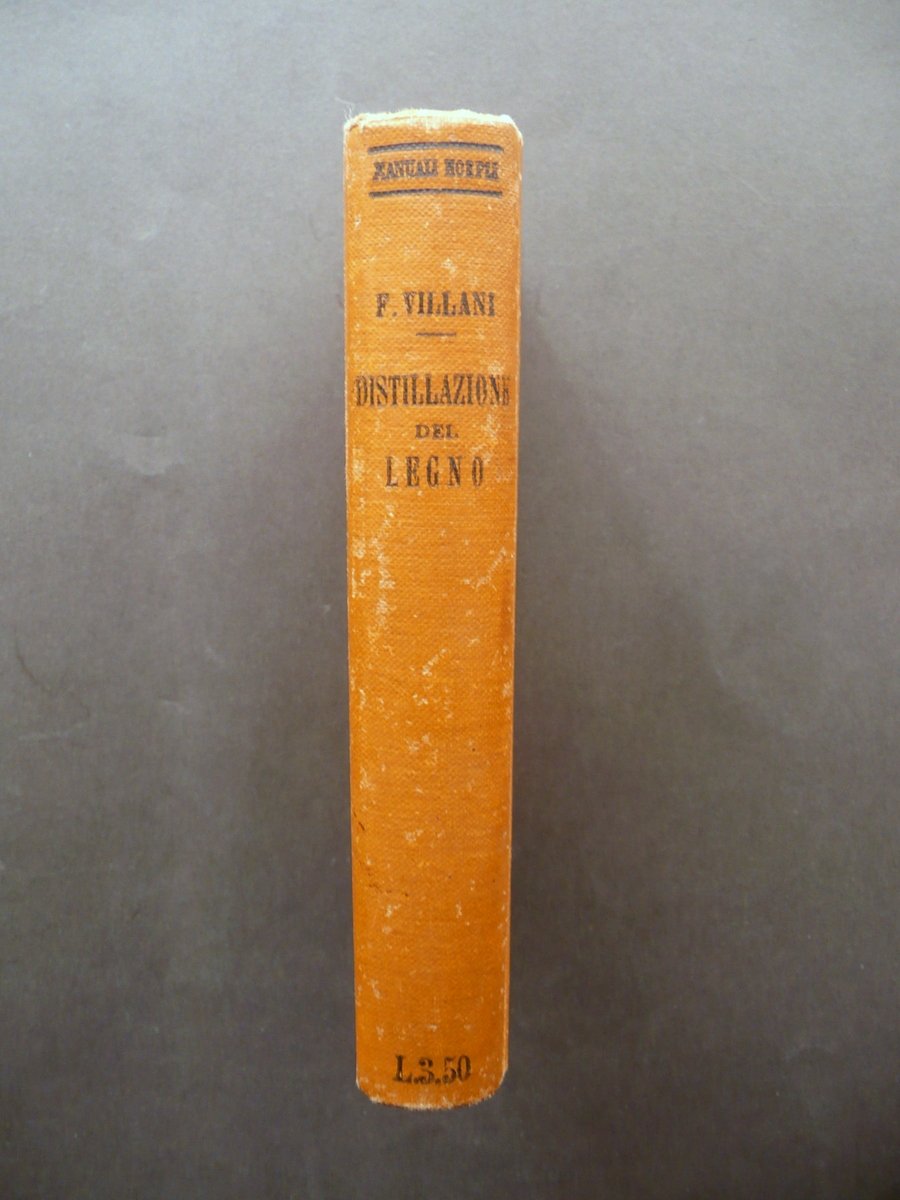 MANUALI HOEPLI
F. VILLANI
DISTILLAZIONE
DEL
LEGNO
L.3.50